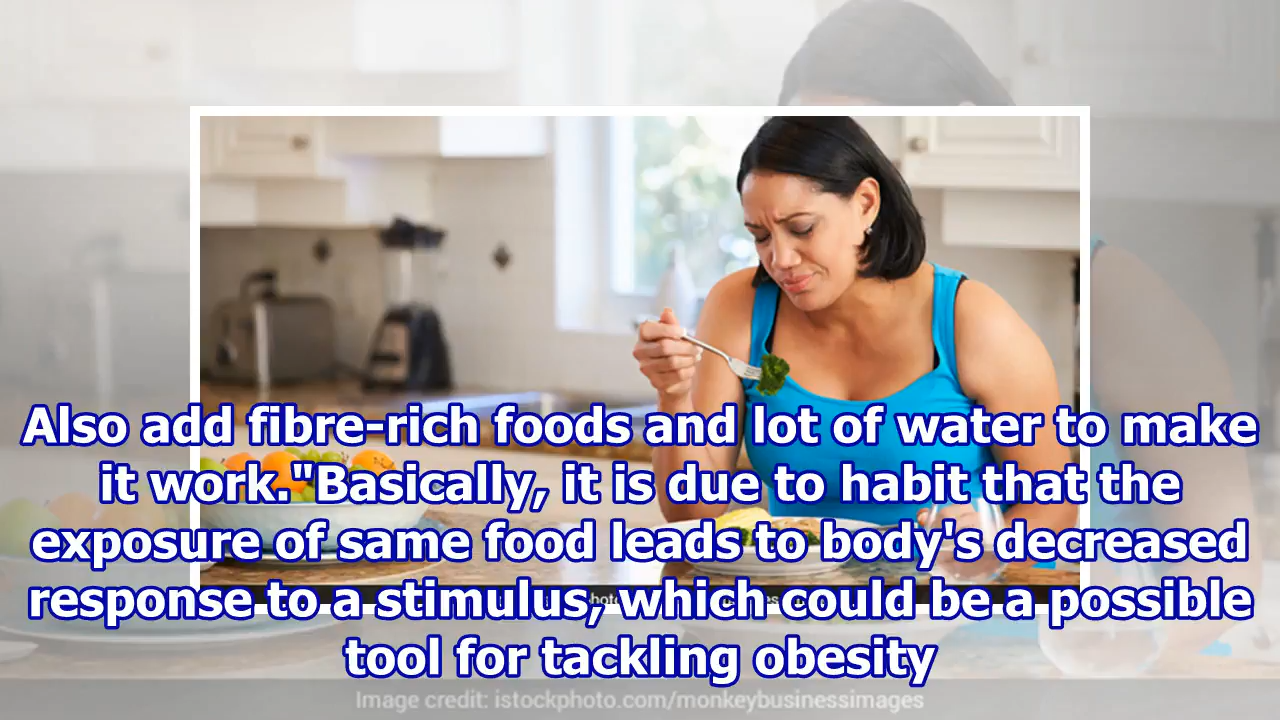 Also add fibre-rich foods and lot of water to make
it work."Basically, it is due to habit that the
exposure of same food leads to body's decreased
response to a stimulus, which could be a possible
tool for tackling obesity
Image credit: istockphoto.com/monkeybusinessimages